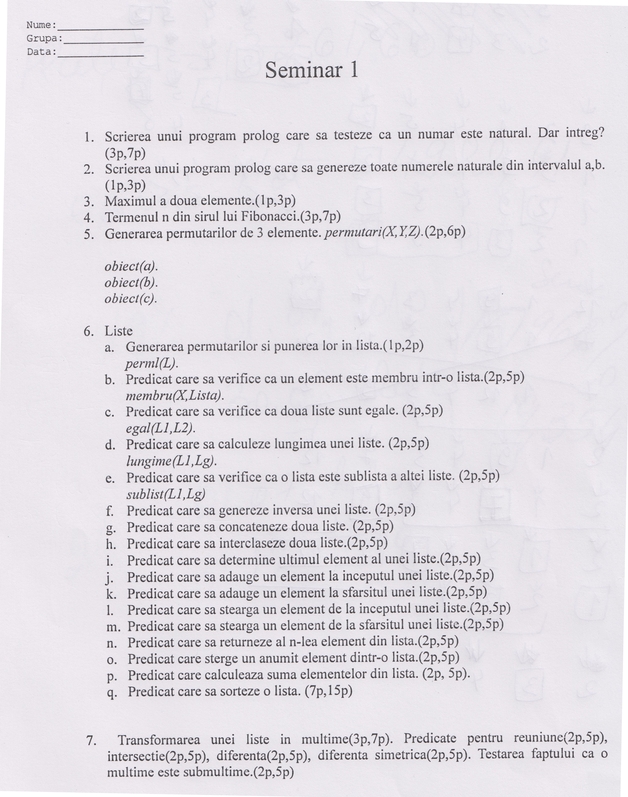 Nume:______________
Grupa:_____________
Data:______________
Seminar 1
1. Scrierea unui program prolog care sa testeze ca un numar este natural. Dar intreg?
(3p,7p)
2. Scrierea unui program prolog care sa genereze toate numerele naturale din intervalul a,b.
(1p,3p)
3. Maximul a doua elemente.(1p,3p)
4. Termenul n din sirul lui Fibonacci.(3p,7p)
5. Generarea permutarilor de 3 elemente. permutari(X,Y,Z).(2p,6p)
obiect(a).
obiect(b).
obiect(c).
6. Liste
a. Generarea permutarilor si punerea lor in lista.(1p,2p)
perml(L).
b. Predicat care sa verifice ca un element este membru intr-o lista.(2p,5p)
membru(X,Lista).
c. Predicat care sa verifice ca doua liste sunt egale. (2p,5p)
egal(L1,L2).
d. Predicat care sa calculeze lungimea unei liste. (2p,5p)
lungime(L1,Lg).
e. Predicat care sa verifice ca o lista este sublista a altei liste. (2p,5p)
sublist(L1,Lg)
f. Predicat care sa genereze inversa unei liste. (2p,5p)
g. Predicat care sa concateneze doua liste. (2p,5p)
h. Predicat care sa interclaseze doua liste.(2p,5p)
i. Predicat care sa determine ultimul element al unei liste.(2p,5p)
j. Predicat care sa adauge un element la inceputul unei liste.(2p,5p)
k. Predicat care sa adauge un element la sfarsitul unei liste.(2p,5p)
l. Predicat care sa stearga un element de la inceputul unei liste.(2p,5p)
m. Predicat care sa stearga un element de la sfarsitul unei liste.(2p,5p)
n. Predicat care sa returneze al n-lea element din lista.(2p,5p)
o. Predicat care sterge un anumit element dintr-o lista.(2p,5p)
p. Predicat care calculeaza suma elementelor din lista. (2p, 5p).
q. Predicat care sa sorteze o lista. (7p,15p)
7. Transformarea unei liste in multime(3p,7p). Predicate pentru reuniune(2p,5p),
intersectie(2p,5p), diferenta(2p,5p), diferenta simetrica(2p,5p). Testarea faptului ca o
multime este submultime.(2p,5p)